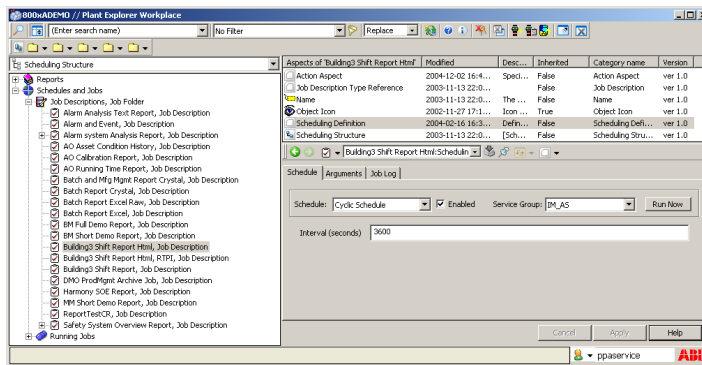 800xADEMO // Plant Explorer Workplace
(Enter search name) No Filter Replace
Scheduling Structure
Reports
Schedules and Jobs
Job Descriptions, Job Folder
Alarm Analysis Text Report, Job Description
Alarm and Event, Job Description
Alarm system Analysis Report, Job Description
AO Asset Condition History, Job Description
AO Calibration Report, Job Description
AO Running Time Report, Job Description
Batch and Mfg Mgmt Report Crystal, Job Description
Batch Report Crystal, Job Description
Batch Report Excel Raw, Job Description
Batch Report Excel, Job Description
BM Full Demo Report, Job Description
BM Short Demo Report, Job Description
Building3 Shift Report Html, Job Description
Building3 Shift Report Html, RTPI, Job Description
Building3 Shift Report, Job Description
DMO ProdMgmt Archive Job, Job Description
Harmony SOE Report, Job Description
MM Short Demo Report, Job Description
ReportTestCR, Job Description
Safety System Overview Report, Job Description
Running Jobs
Aspects of 'Building3 Shift Report Html' Modified Desc... Inherited Category name Version
Action Aspect 2004-12-02 16:4... Speci... False Action Aspect ver 1.0
Job Description Type Reference 2003-11-13 22:0... False Job Description ver 1.0
Name 2003-11-13 22:0... The ... False Name ver 1.0
Object Icon 2002-11-27 17:1... Icon ... True Object Icon ver 1.0
Scheduling Definition 2004-02-16 16:3... Defin... False Scheduling Defi... ver 1.0
Scheduling Structure 2003-11-13 22:0... [Sch... False Scheduling Stru... ver 1.0
Building3 Shift Report Html:Schedulin
Schedule Arguments Job Log
Schedule: Cyclic Schedule Enabled Service Group: IM_AS Run Now
Interval (seconds) 3600
Cancel Apply Help
ppaservice